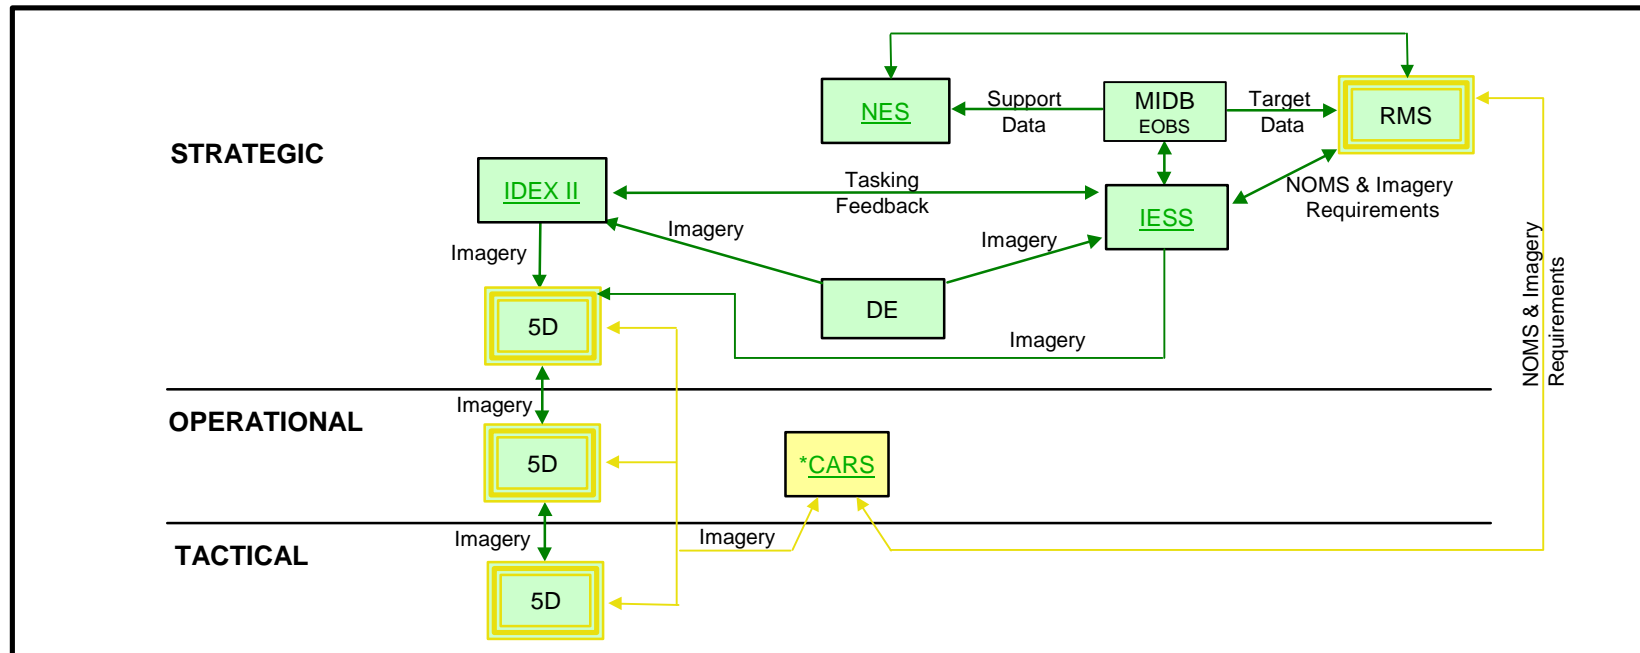 NES
Support
Data
MIDB
EOBS
Target
Data
RMS
STRATEGIC
IDEX II
Tasking
Feedback
IESS
NOMS & Imagery
Requirements
Imagery
Imagery
Imagery
DE
5D
Imagery
NOMS & Imagery
Requirements
Imagery
OPERATIONAL
5D
*CARS
Imagery
Imagery
TACTICAL
5D